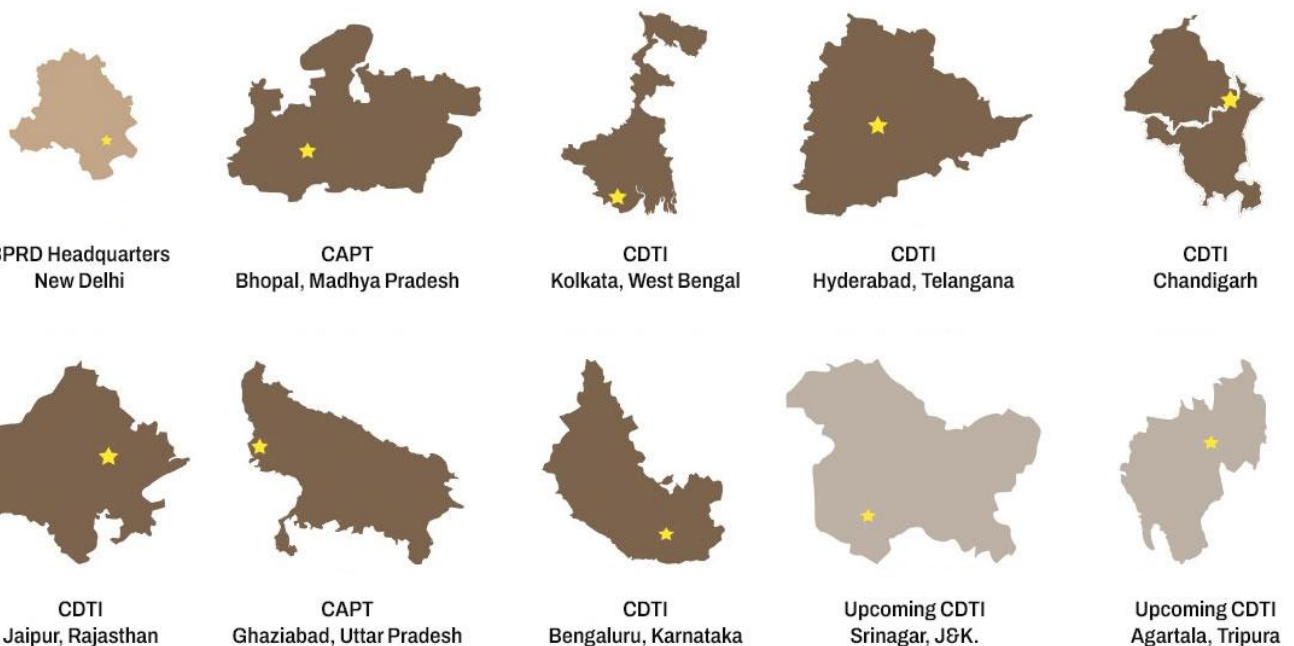 BPRD Headquarters
New Delhi
CAPT
Bhopal, Madhya Pradesh
CDTI
Kolkata, West Bengal
CDTI
Hyderabad, Telangana
CDTI
Chandigarh
CDTI
Jaipur, Rajasthan
CAPT
Ghaziabad, Uttar Pradesh
CDTI
Bengaluru, Karnataka
Upcoming CDTI
Srinagar, J&K.
Upcoming CDTI
Agartala, Tripura